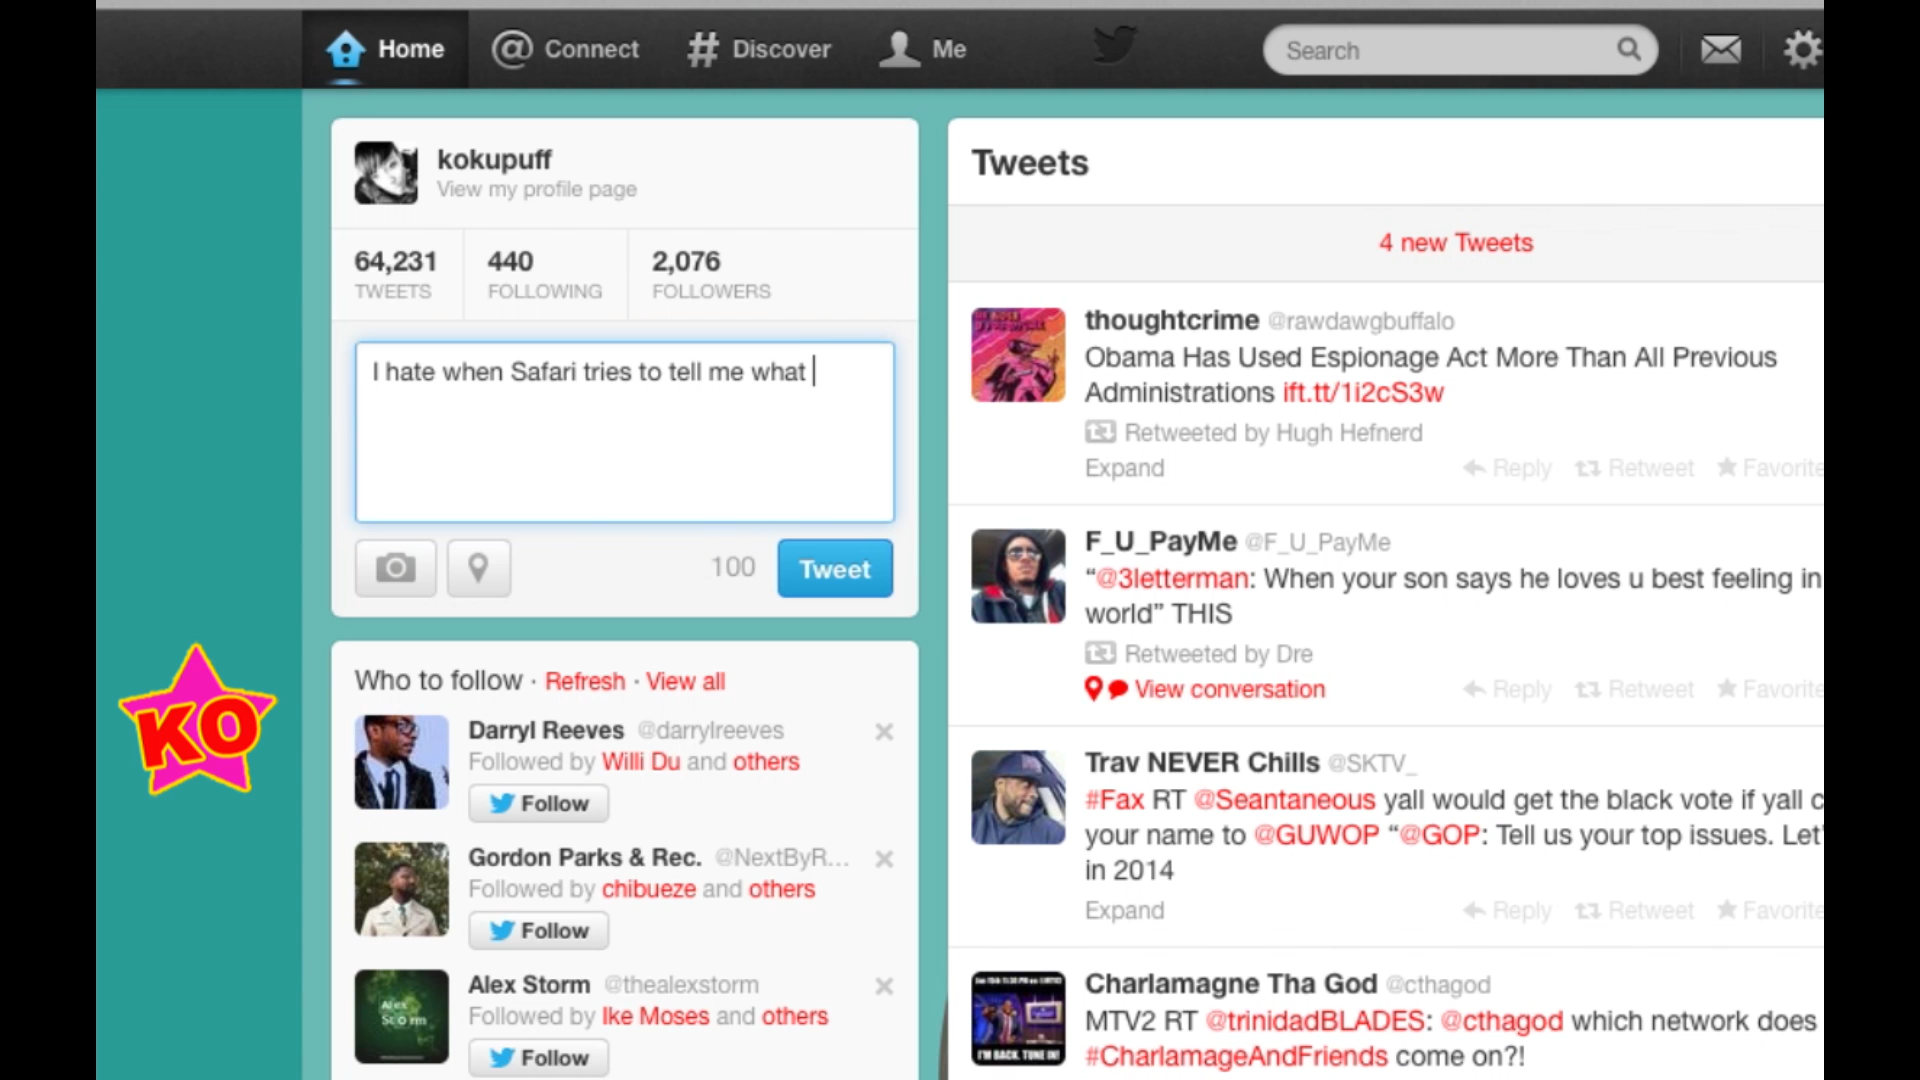 Home
Connect
Discover
Me
Search
kokupuff
View my profile page
64,231
TWEETS
440
FOLLOWING
2,076
FOLLOWERS
I hate when Safari tries to tell me what
100
Tweet
Who to follow · Refresh · View all
Darryl Reeves @darrylreeves
Followed by Willi Du and others
Follow
Gordon Parks & Rec. @NextByR...
Followed by chibueze and others
Follow
Alex Storm @thealexstorm
Followed by Ike Moses and others
Follow
Alex
Storm
KO
Tweets
4 new Tweets
thoughtcrime @rawdawgbuffalo
Obama Has Used Espionage Act More Than All Previous
Administrations ift.tt/1i2cS3w
Retweeted by Hugh Hefnerd
Expand
Reply
Retweet
Favorite
F_U_PayMe @F_U_PayMe
“@3letterman: When your son says he loves u best feeling in
world” THIS
Retweeted by Dre
View conversation
Reply
Retweet
Favorite
Trav NEVER Chills @SKTV_
#Fax RT @Seantaneous yall would get the black vote if yall c
your name to @GUWOP “@GOP: Tell us your top issues. Let'
in 2014
Expand
Reply
Retweet
Favorite
Charlamagne Tha God @cthagod
MTV2 RT @trinidadBLADES: @cthagod which network does
#CharlamageAndFriends come on?!
I'M BACK. TUNE IN!